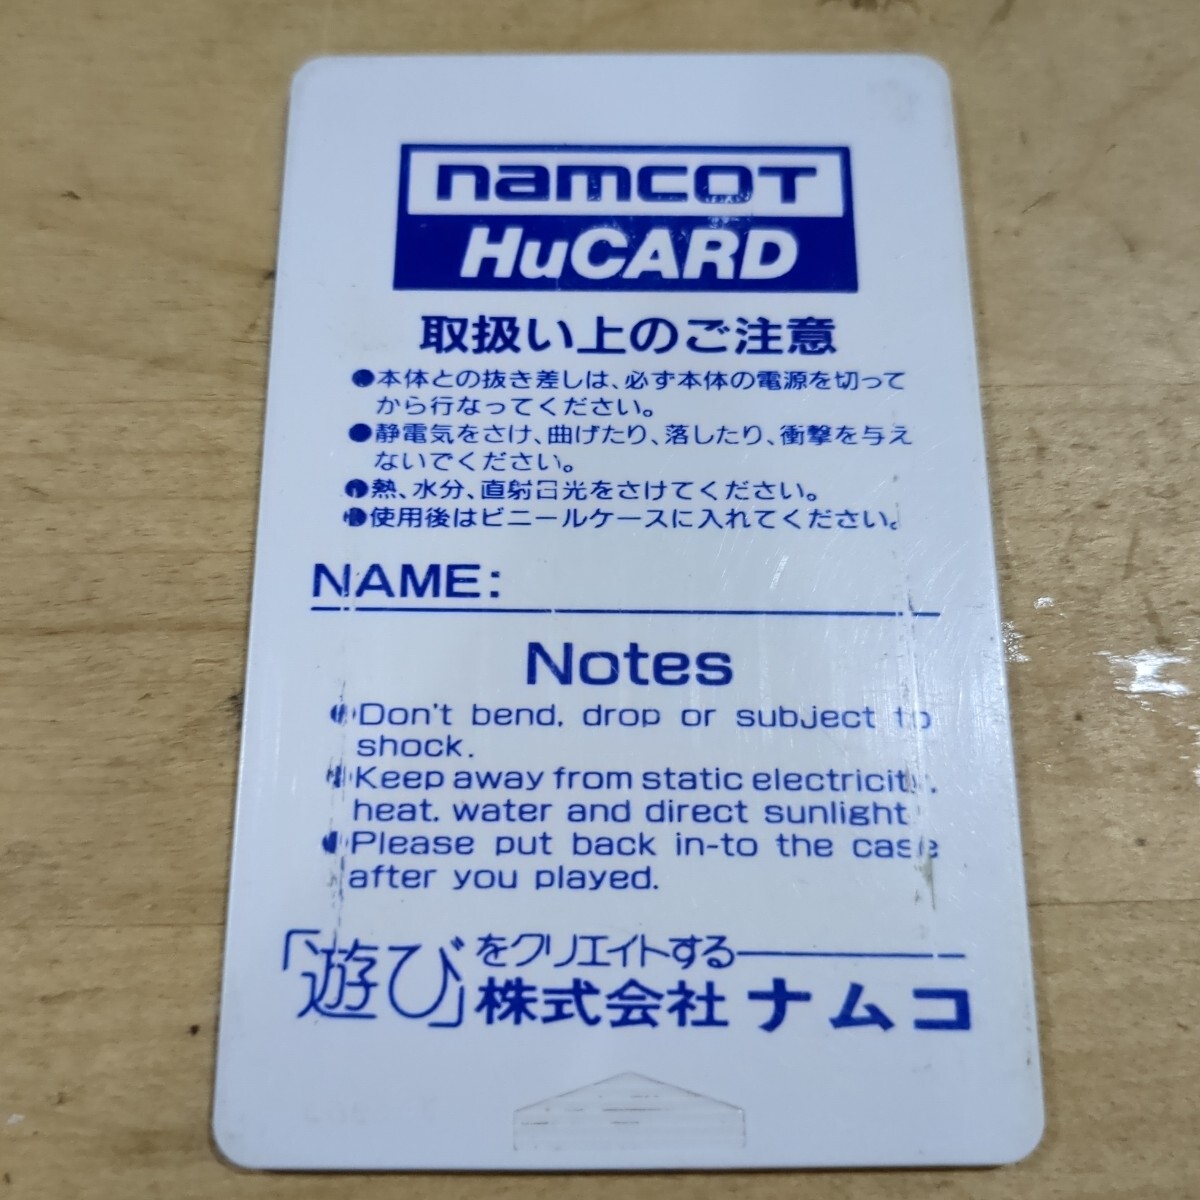 namcoT
HuCARD
取扱い上のご注意
●本体との抜き差しは、必ず本体の電源を切って
から行なってください。
●静電気をさけ、曲げたり、落したり、衝撃を与え
ないでください。
●熱、水分、直射日光をさけてください。
●使用後はビニールケースに入れてください。
NAME:
Notes
●Don't bend, drop or subject to
shock.
●Keep away from static electricity,
heat, water and direct sunlight
●Please put back in-to the case
after you played.
「遊び」をクリエイトする
株式会社ナムコ